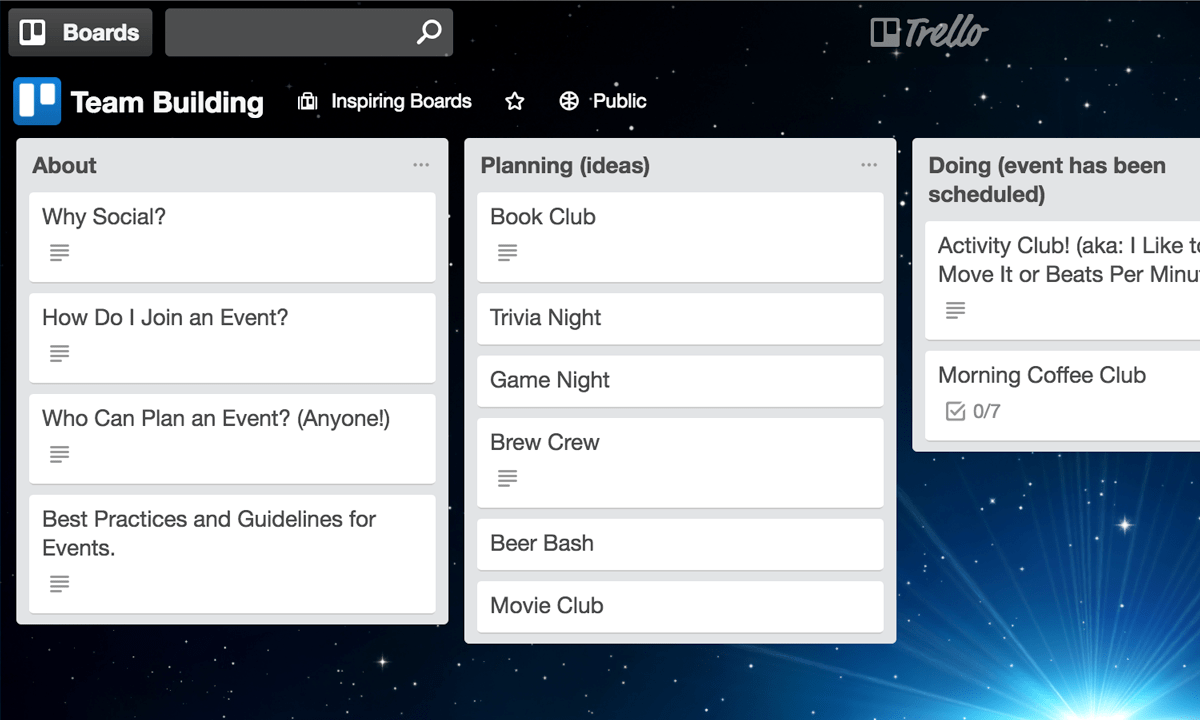 Boards
Trello
Team Building
Inspiring Boards
Public
About
Why Social?
How Do I Join an Event?
Who Can Plan an Event? (Anyone!)
Best Practices and Guidelines for
Events.
Planning (ideas)
Book Club
Trivia Night
Game Night
Brew Crew
Beer Bash
Movie Club
Doing (event has been
scheduled)
Activity Club! (aka: I Like
Move It or Beats Per
Morning Coffee Club
0/7